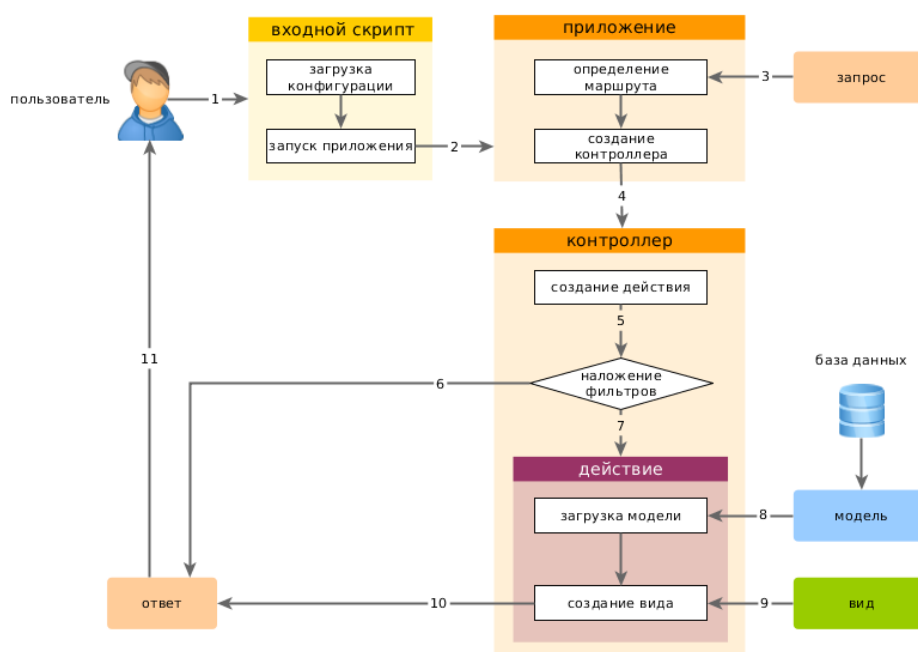 входной скрипт
приложение
загрузка
конфигурации
определение
маршрута
3
запрос
пользователь
1
запуск приложения
2
создание
контроллера
4
контроллер
создание действия
5
11
база данных
6
наложение
фильтров
7
действие
загрузка модели
8
модель
ответ
10
создание вида
9
вид